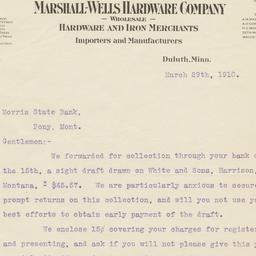 MARSHALL-WELLS HARDWARE COMPANY
WHOLESALE
HARDWARE AND IRON MERCHANTS
Importers and Manufacturers
Duluth, Minn.
March 29th, 1910.
Morris State Bank,
Pony, Mont.
Gentlemen:-
We forwarded for collection through your bank o
the 15th, a sight draft drawn on White and Sons, Harrison,
Montana, $45.57. We are particularly anxious to secure
prompt returns on this collection, and will you not use y
best efforts to obtain early payment of the draft.
We enclose 15¢ covering your charges for register
and presenting, and ask if you will not please give this